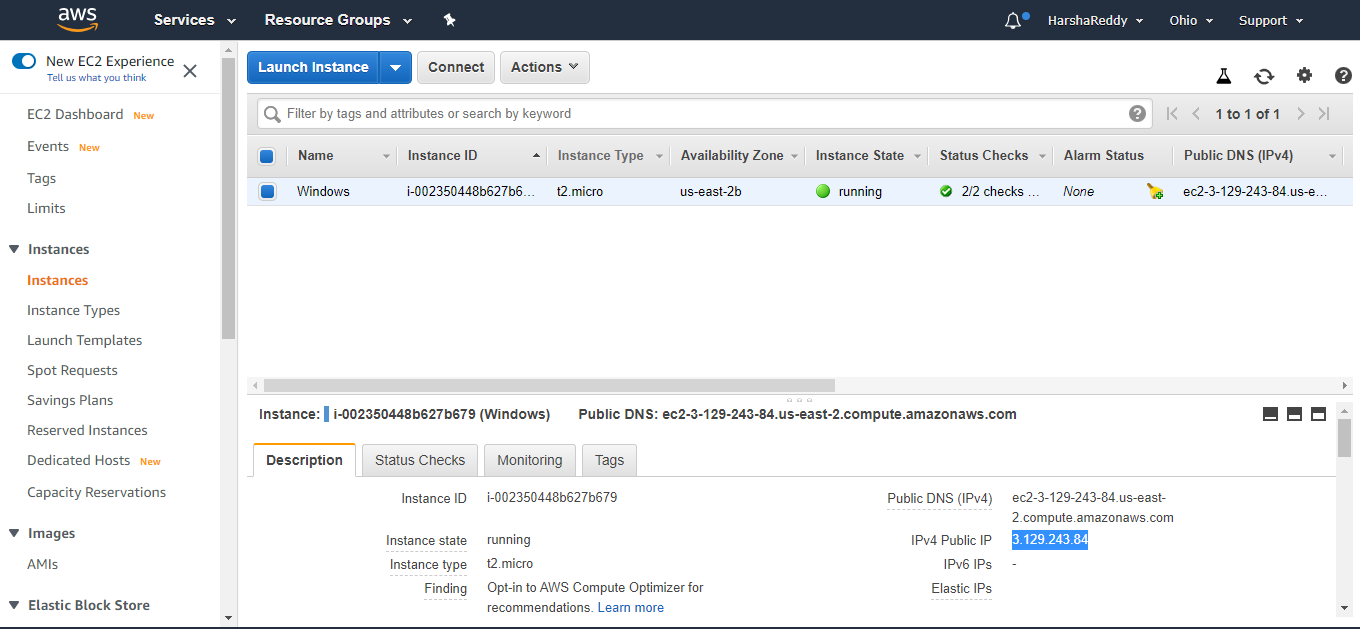 aws Services Resource Groups HarshaReddy Ohio Support
New EC2 Experience
Tell us what you think
EC2 Dashboard New
Events New
Tags
Limits
Instances
Instances
Instance Types
Launch Templates
Spot Requests
Savings Plans
Reserved Instances
Dedicated Hosts New
Capacity Reservations
Images
AMIs
Elastic Block Store
Launch Instance Connect Actions
Filter by tags and attributes or search by keyword ? 1 to 1 of 1 ?
Name Instance ID Instance Type Availability Zone Instance State Status Checks Alarm Status Public DNS (IPv4)
Windows i-002350448b627b6... t2.micro us-east-2b running 2/2 checks ... None ec2-3-129-243-84.us-e...
Instance: i-002350448b627b679 (Windows) Public DNS: ec2-3-129-243-84.us-east-2.compute.amazonaws.com
Description Status Checks Monitoring Tags
Instance ID i-002350448b627b679 Public DNS (IPv4) ec2-3-129-243-84.us-east-
2.compute.amazonaws.com
Instance state running IPv4 Public IP 3.129.243.84
Instance type t2.micro IPv6 IPs -
Finding Opt-in to AWS Compute Optimizer for Elastic IPs
recommendations. Learn more